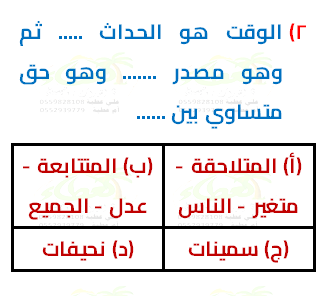 ٢) الوقت هو الحداث ..... ثم
وهو مصدر ....... وهو حق
متساوي بين ......
(أ) المتلاحقة -
متغير - الناس
(ب) المتتابعة -
عدل - الجميع
(ج) سمينات
(د) نحيفات